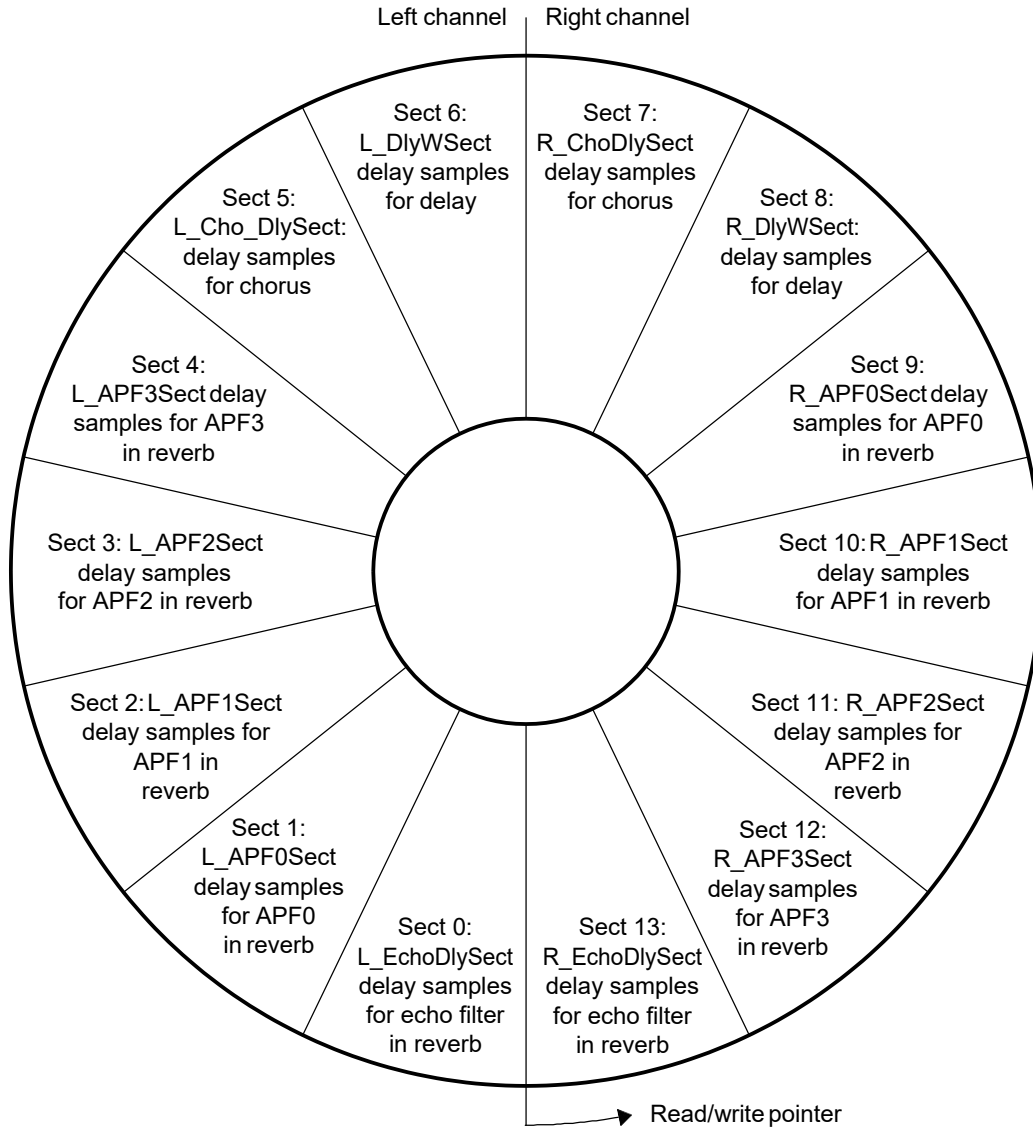 Left channel
Right channel
Sect 6:
L_DlyWSect
delay samples
for delay
Sect 7:
R_ChoDlySect
delay samples
for chorus
Sect 5:
L_Cho_DlySect:
delay samples
for chorus
Sect 8:
R_DlyWSect:
delay samples
for delay
Sect 4:
L_APF3Sect delay
samples for APF3
in reverb
Sect 9:
R_APF0Sect delay
samples for APF0
in reverb
Sect 3: L_APF2Sect
delay samples
for APF2 in reverb
Sect 10: R_APF1Sect
delay samples
for APF1 in reverb
Sect 2: L_APF1Sect
delay samples for
APF1 in
reverb
Sect 11: R_APF2Sect
delay samples for
APF2 in
reverb
Sect 1:
L_APF0Sect
delay samples
for APF0
in reverb
Sect 12:
R_APF3Sect
delay samples
for APF3
in reverb
Sect 0:
L_EchoDlySect
delay samples
for echo filter
in reverb
Sect 13:
R_EchoDlySect
delay samples
for echo filter
in reverb
Read/write pointer